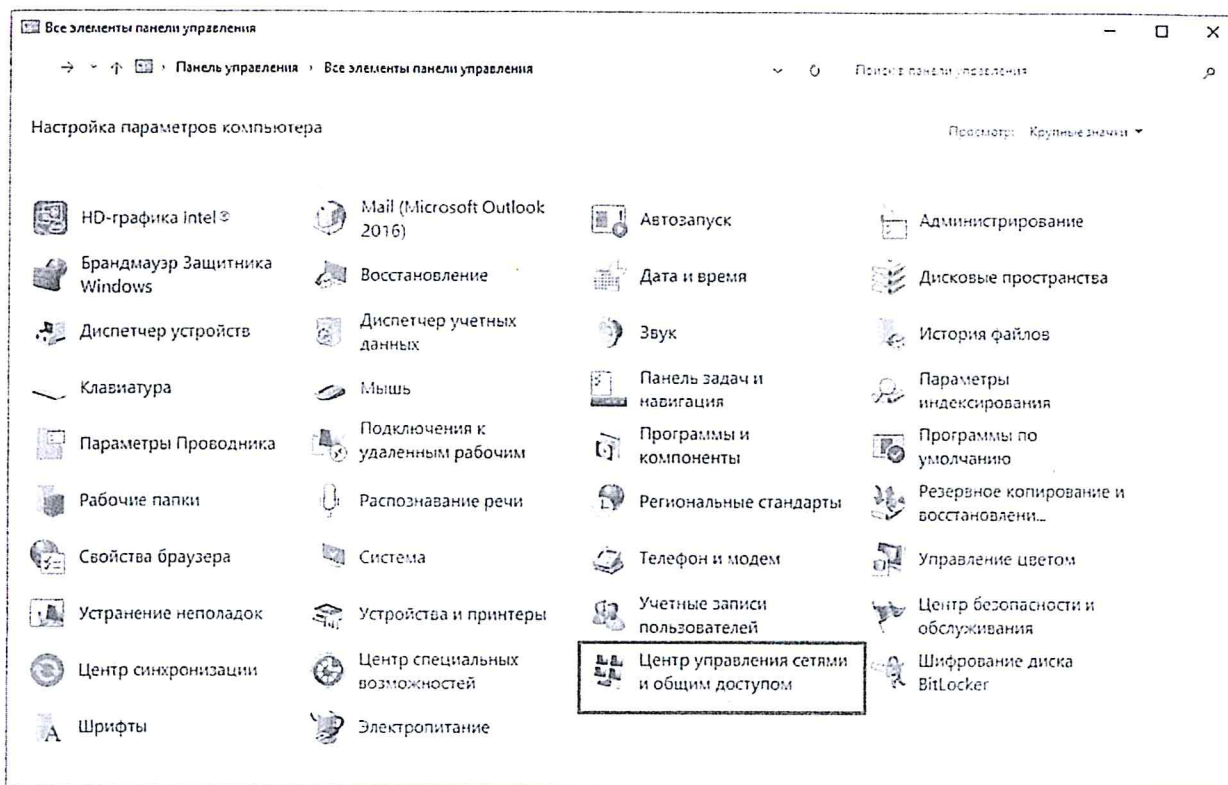 Все элементы панели управления
Панель управления › Все элементы панели управления
Поиск в панели управления
Настройка параметров компьютера
Просмотр: Крупные значки
HD-графика intel®
Mail (Microsoft Outlook
2016)
Автозапуск
Администрирование
Брандмауэр Защитника
Windows
Восстановление
Дата и время
Дисковые пространства
Диспетчер устройств
Диспетчер учетных
данных
Звук
История файлов
Клавиатура
Мышь
Панель задач и
навигация
Параметры
индексирования
Параметры Проводника
Подключения к
удаленным рабочим
Программы и
компоненты
Программы по
умолчанию
Рабочие папки
Распознавание речи
Региональные стандарты
Резервное копирование и
восстановлени...
Свойства браузера
Система
Телефон и модем
Управление цветом
Устранение неполадок
Устройства и принтеры
Учетные записи
пользователей
Центр безопасности и
обслуживания
Центр синхронизации
Центр специальных
возможностей
Центр управления сетями
и общим доступом
Шифрование диска
BitLocker
Шрифты
Электропитание